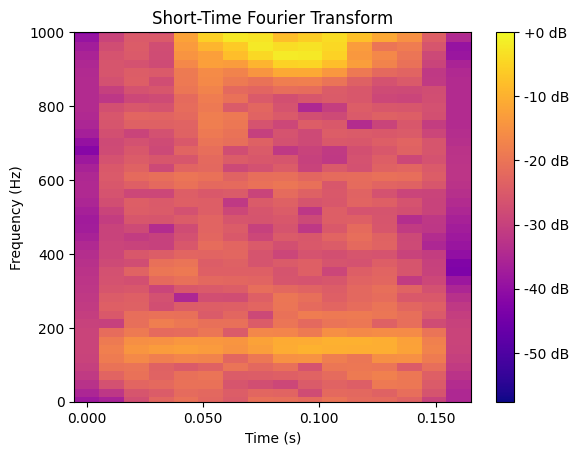 Short-Time Fourier Transform
1000
800
600
400
200
0
Frequency (Hz)
0.000
0.050
0.100
0.150
Time (s)
+0 dB
-10 dB
-20 dB
-30 dB
-40 dB
-50 dB